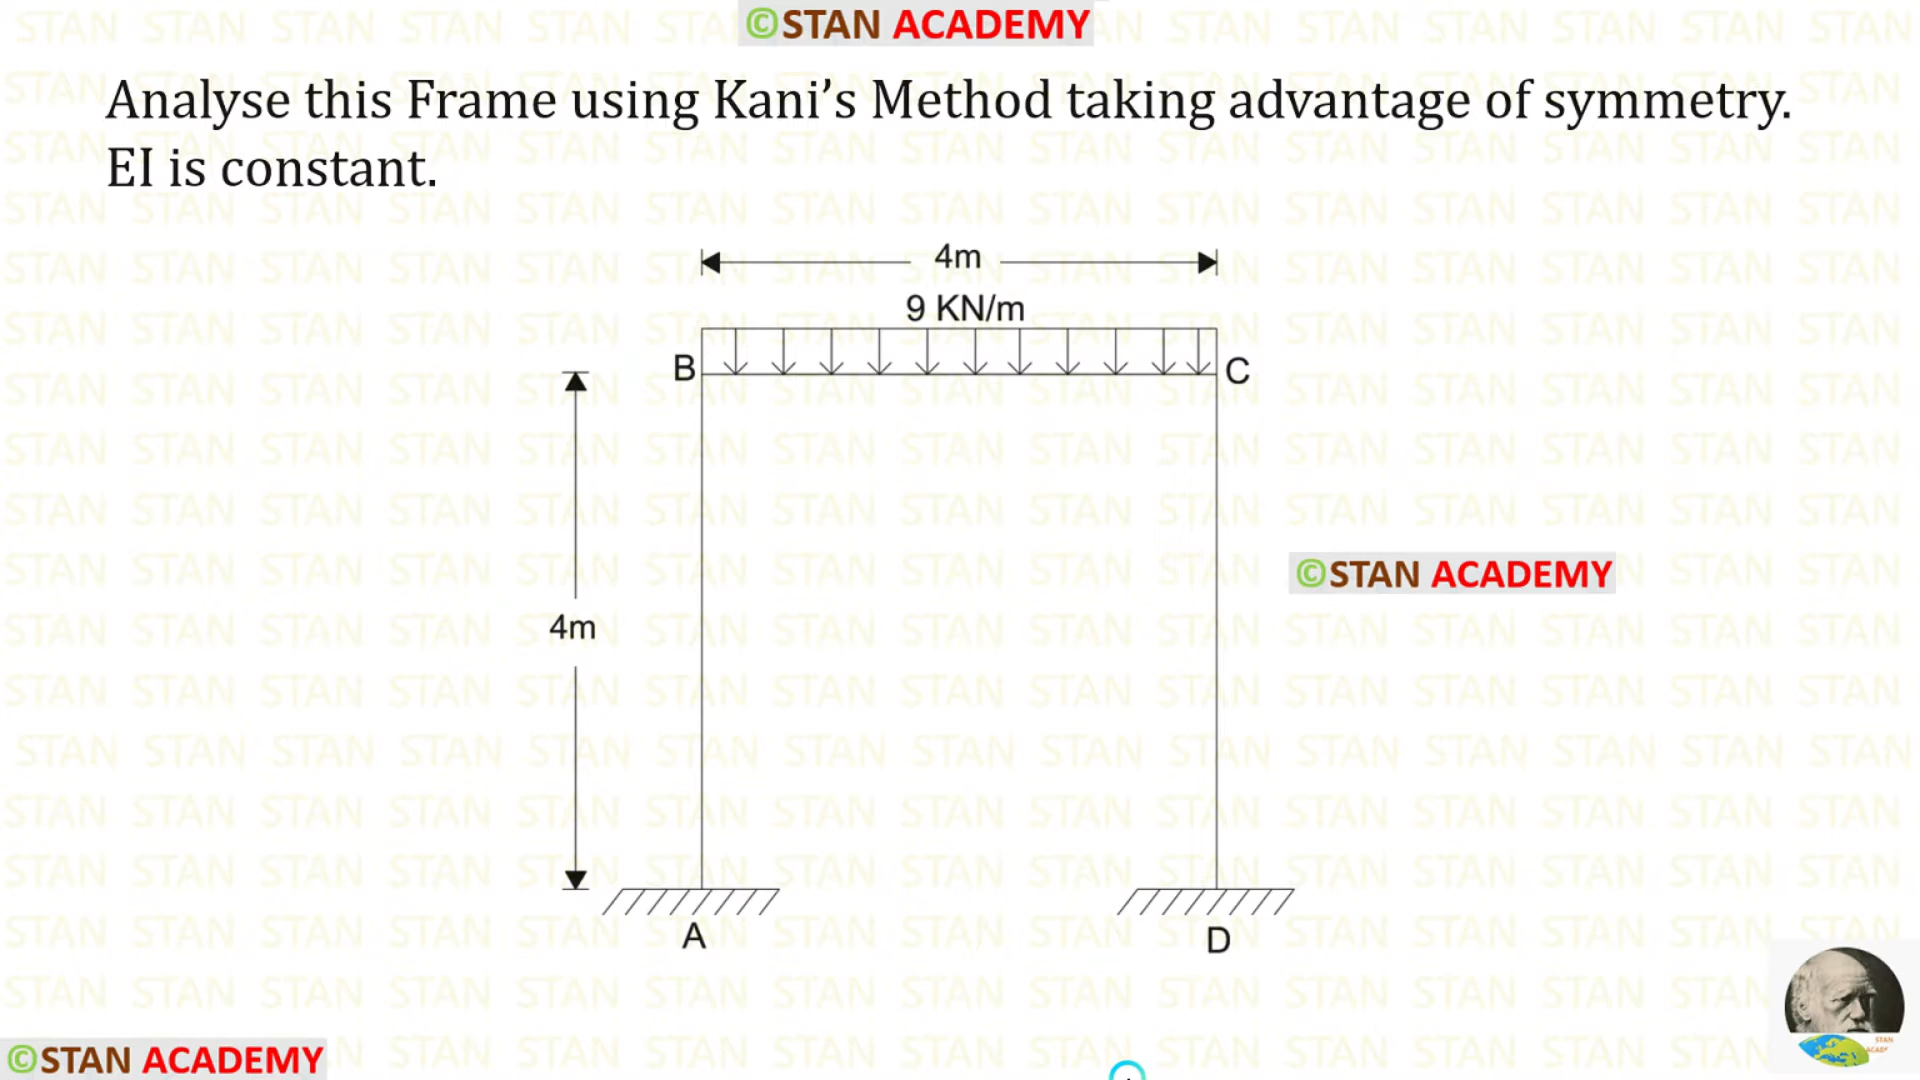 ©STAN ACADEMY
Analyse this Frame using Kani’s Method taking advantage of symmetry.
EI is constant.
4m
9 KN/m
B
C
©STAN ACADEMY
4m
A
D
©STAN ACADEMY